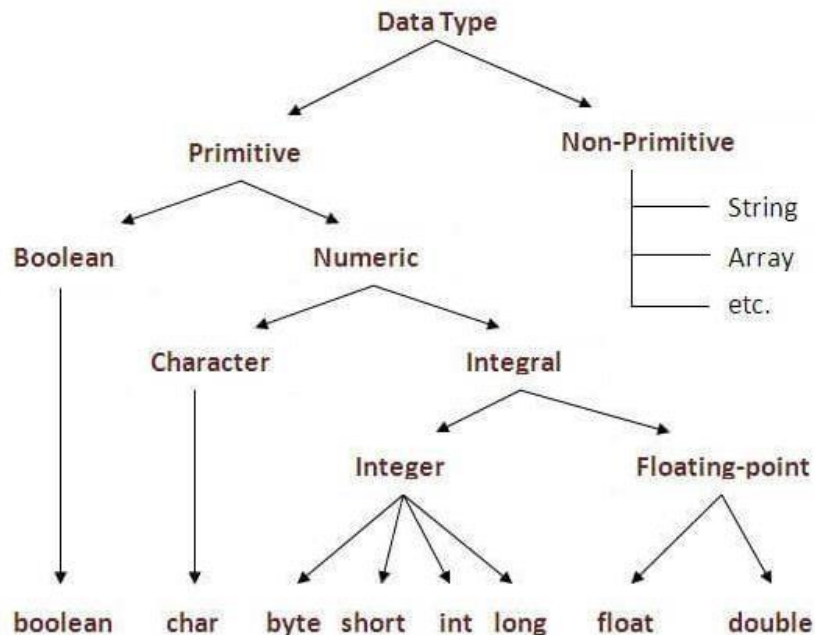 Data Type
Primitive
Non-Primitive
String
Array
etc.
Boolean
Numeric
Character
Integral
Integer
Floating-point
boolean
char
byte
short
int
long
float
double